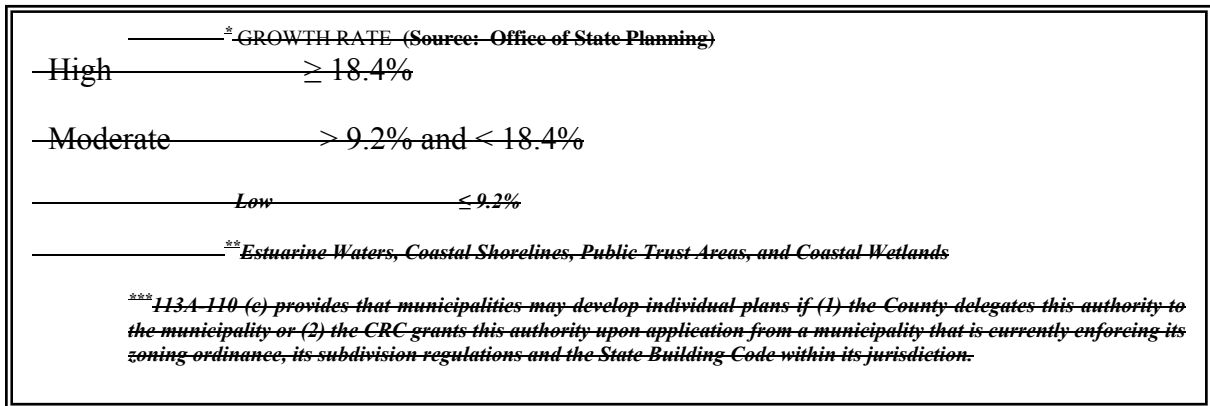 * GROWTH RATE (Source: Office of State Planning)
High ≥ 18.4%
Moderate > 9.2% and < 18.4%
Low ≤ 9.2%
**Estuarine Waters, Coastal Shorelines, Public Trust Areas, and Coastal Wetlands
***113A-110 (c) provides that municipalities may develop individual plans if (1) the County delegates this authority to
the municipality or (2) the CRC grants this authority upon application from a municipality that is currently enforcing its
zoning ordinance, its subdivision regulations and the State Building Code within its jurisdiction.